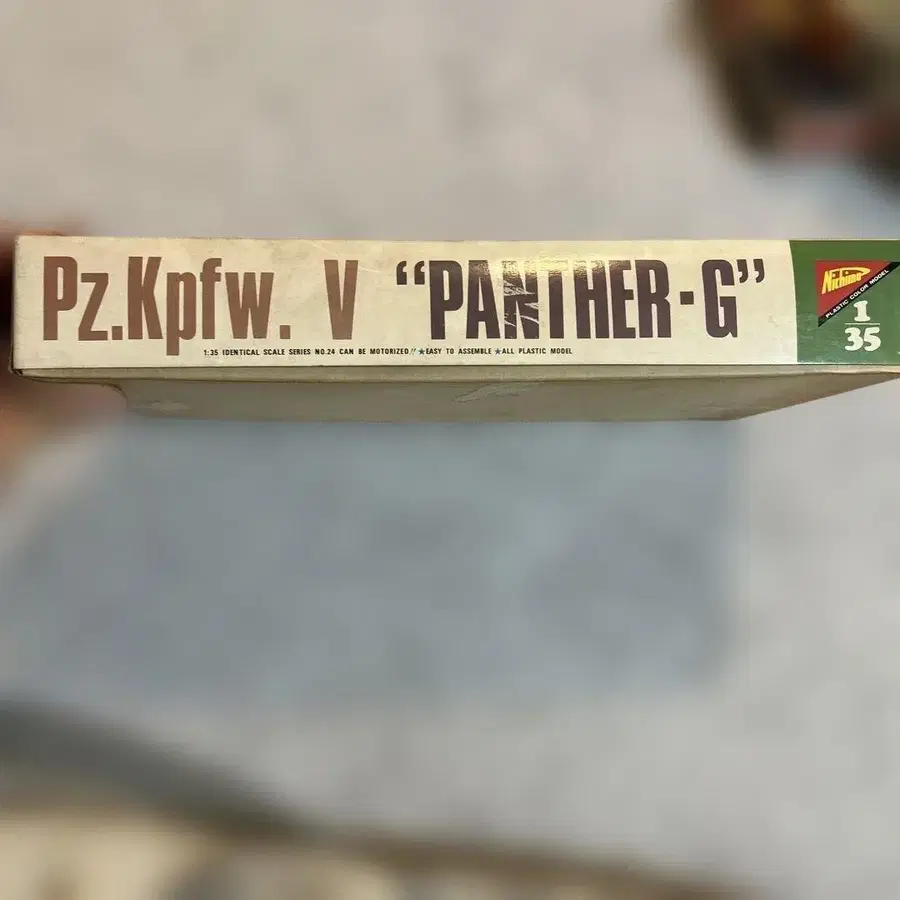 Pz.Kpfw. V “PANTHER-G”
1:35 IDENTICAL SCALE SERIES NO.24 CAN BE MOTORIZED // ★EASY TO ASSEMBLE ★ALL PLASTIC MODEL
Nichimo
PLASTIC COLOR MODEL
1
35